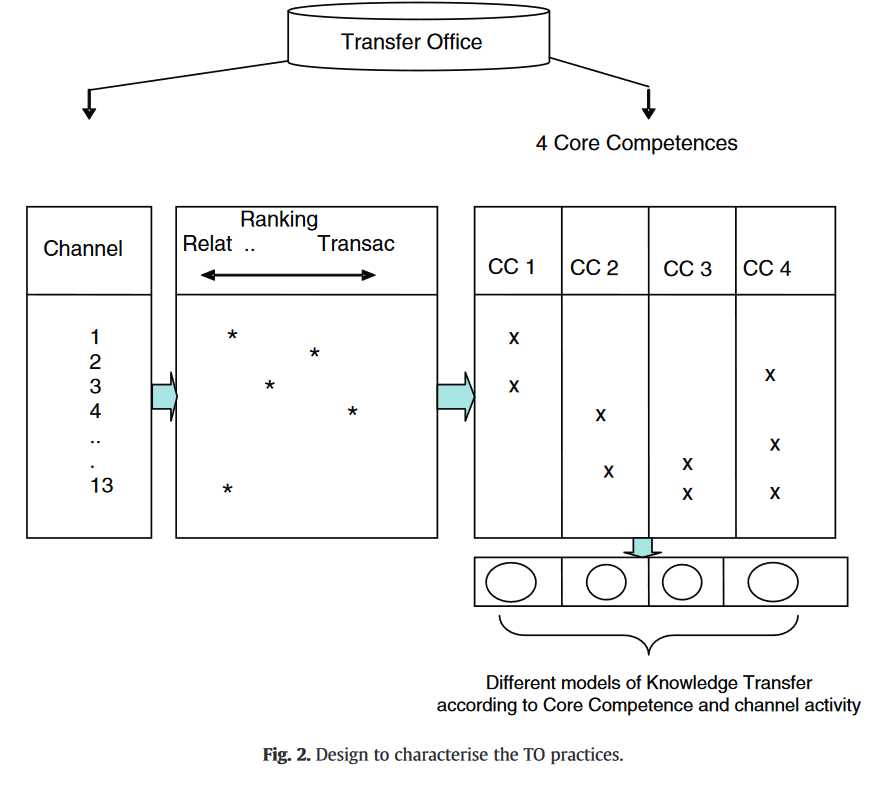 Transfer Office
4 Core Competences
Channel
Ranking
Relat .. Transac
CC 1 CC 2 CC 3 CC 4
1 * x
2 *
x
3 * x
4 * x
.. x
. x
x
13 * x x
Different models of Knowledge Transfer
according to Core Competence and channel activity
Fig. 2. Design to characterise the TO practices.